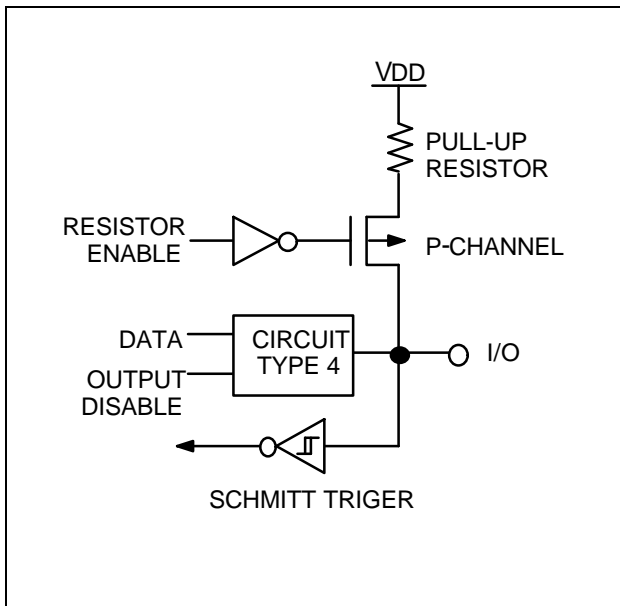 VDD
PULL-UP
RESISTOR
RESISTOR
ENABLE
P-CHANNEL
DATA
OUTPUT
DISABLE
CIRCUIT
TYPE 4
I/O
SCHMITT TRIGER